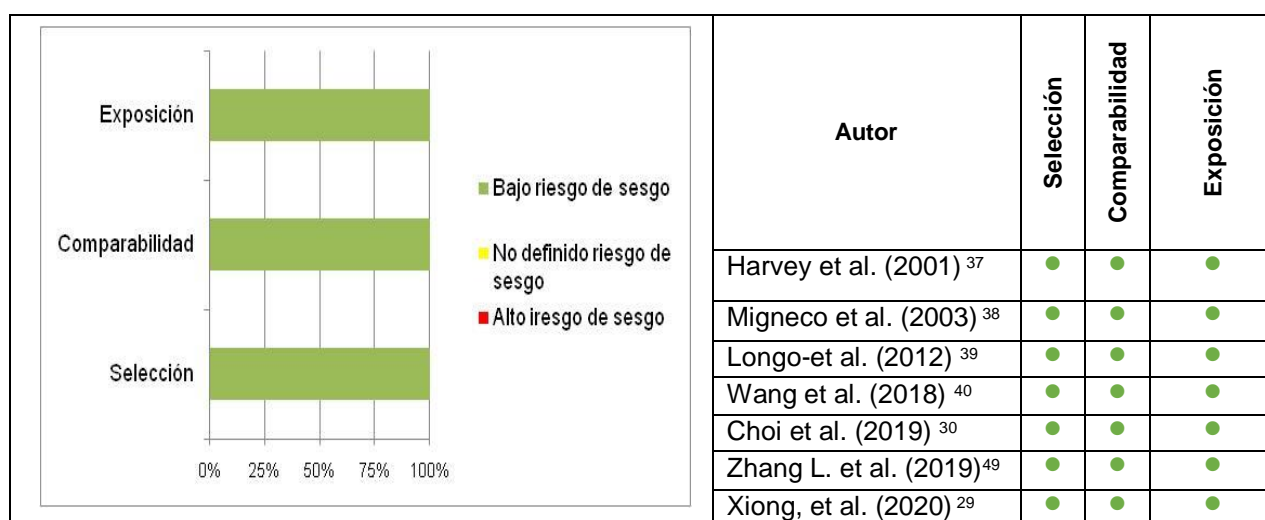 Exposición
Comparabilidad
Selección
0% 25% 50% 75% 100%
Bajo riesgo de sesgo
No definido riesgo de
sesgo
Alto iresgo de sesgo
Autor Selección Comparabilidad Exposición
Harvey et al. (2001) 37 ● ● ●
Migneco et al. (2003) 38 ● ● ●
Longo-et al. (2012) 39 ● ● ●
Wang et al. (2018) 40 ● ● ●
Choi et al. (2019) 30 ● ● ●
Zhang L. et al. (2019)49 ● ● ●
Xiong, et al. (2020) 29 ● ● ●